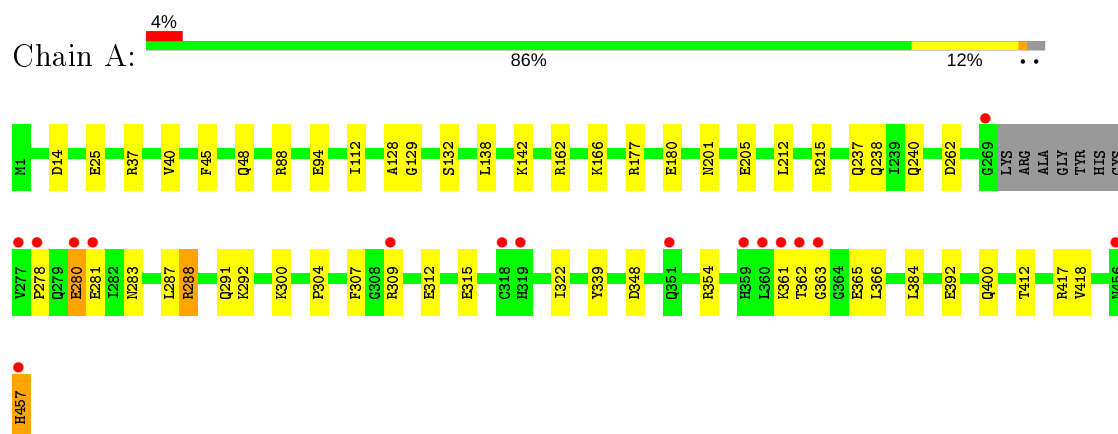 4%
Chain A:
86% 12% • •
M1 D14 E25 R37 V40 F45 Q48 R88 E94 I112 A128 G129 S132 L138 K142 R162 K166 R177 E180 N201 E205 L212 R215 Q237 Q238 I239 Q240 D262 G269 LYS ARG ALA GLY TYR HIS CYS
V277 P278 Q279 E280 E281 I282 N283 L287 R288 Q291 K292 K300 P304 F307 G308 R309 E312 E315 C318 H319 I322 Y339 D348 Q351 R354 H359 L360 K361 T362 G363 G364 E365 L366 L384 E392 Q400 T412 R417 V418 N456
H457